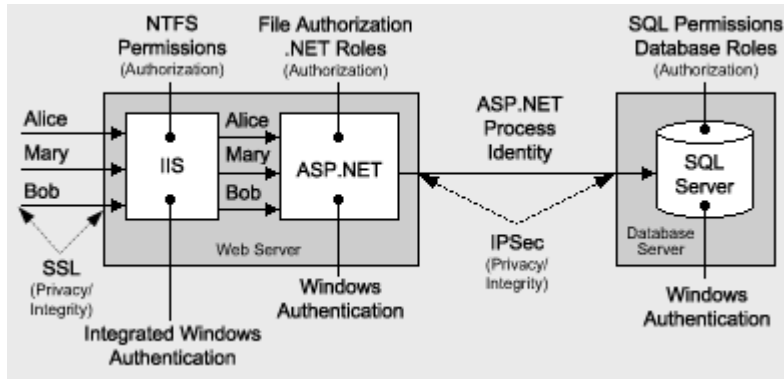 NTFS
Permissions
(Authorization)
File Authorization
.NET Roles
(Authorization)
SQL Permissions
Database Roles
(Authorization)
Alice
Mary
Bob
IIS
Alice
Mary
Bob
ASP.NET
ASP.NET
Process
Identity
SQL
Server
Web Server
Database
Server
SSL
(Privacy/
Integrity)
IPSec
(Privacy/
Integrity)
Integrated Windows
Authentication
Windows
Authentication
Windows
Authentication